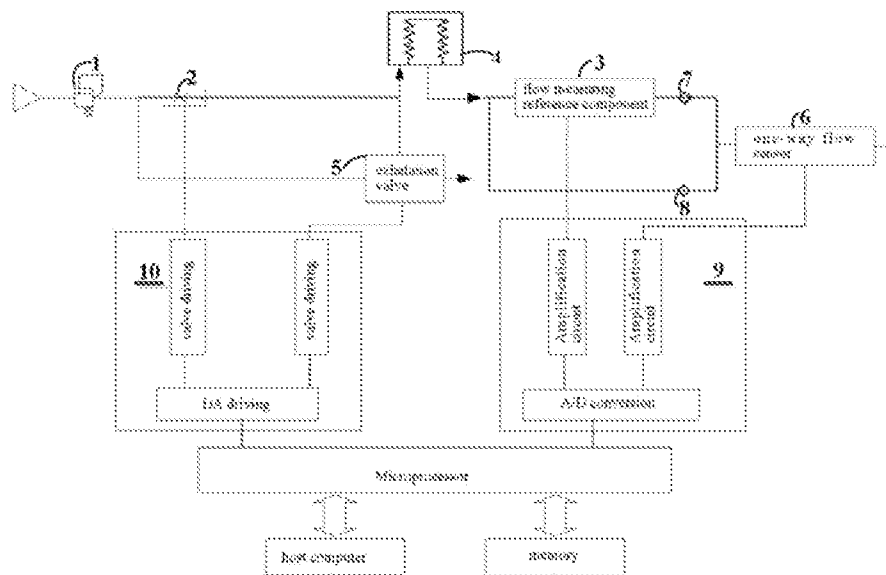 1
2
4
3
7
flow measuring
reference component
6
one-way flow
sensor
5
exhalation
valve
8
10
valve driving
valve driving
9
Amplification
circuit
Amplification
circuit
D/A driving
A/D conversion
Microprocessor
host computer
memory